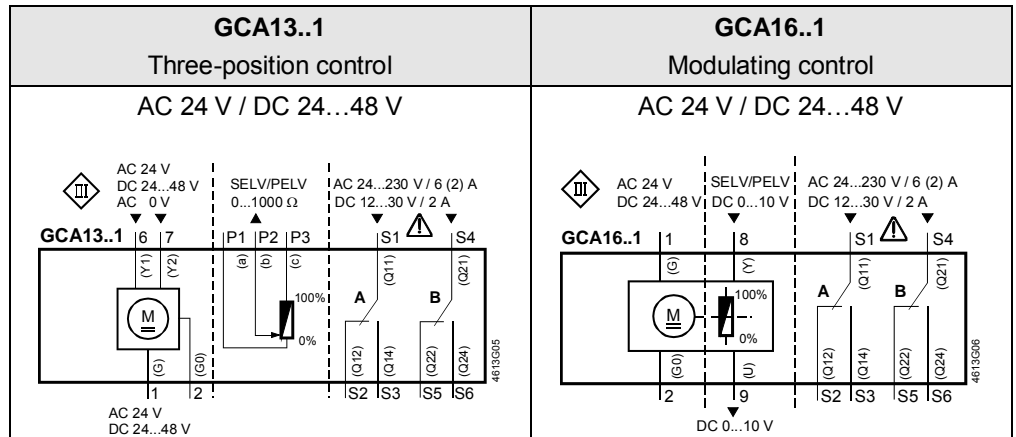 GCA13..1
Three-position control
AC 24 V / DC 24…48 V
AC 24 V
DC 24...48 V
AC 0 V
SELV/PELV
0...1000 Ω
AC 24...230 V / 6 (2) A
DC 12...30 V / 2 A
III
GCA13..1
6
7
P1
P2
P3
S1
S4
(Y1)
(Y2)
(a)
(b)
(c)
(Q11)
(Q21)
M
100%
0%
A
B
(G)
(G0)
(Q12)
(Q14)
(Q22)
(Q24)
1
2
S2
S3
S5
S6
AC 24 V
DC 24...48 V
4613G05
GCA16..1
Modulating control
AC 24 V / DC 24…48 V
III
AC 24 V
DC 24...48 V
SELV/PELV
DC 0...10 V
AC 24...230 V / 6 (2) A
DC 12...30 V / 2 A
GCA16..1
1
8
S1
S4
(G)
(Y)
(Q11)
(Q21)
M
100%
0%
A
B
(G0)
(U)
(Q12)
(Q14)
(Q22)
(Q24)
2
9
S2
S3
S5
S6
DC 0...10 V
4613G06